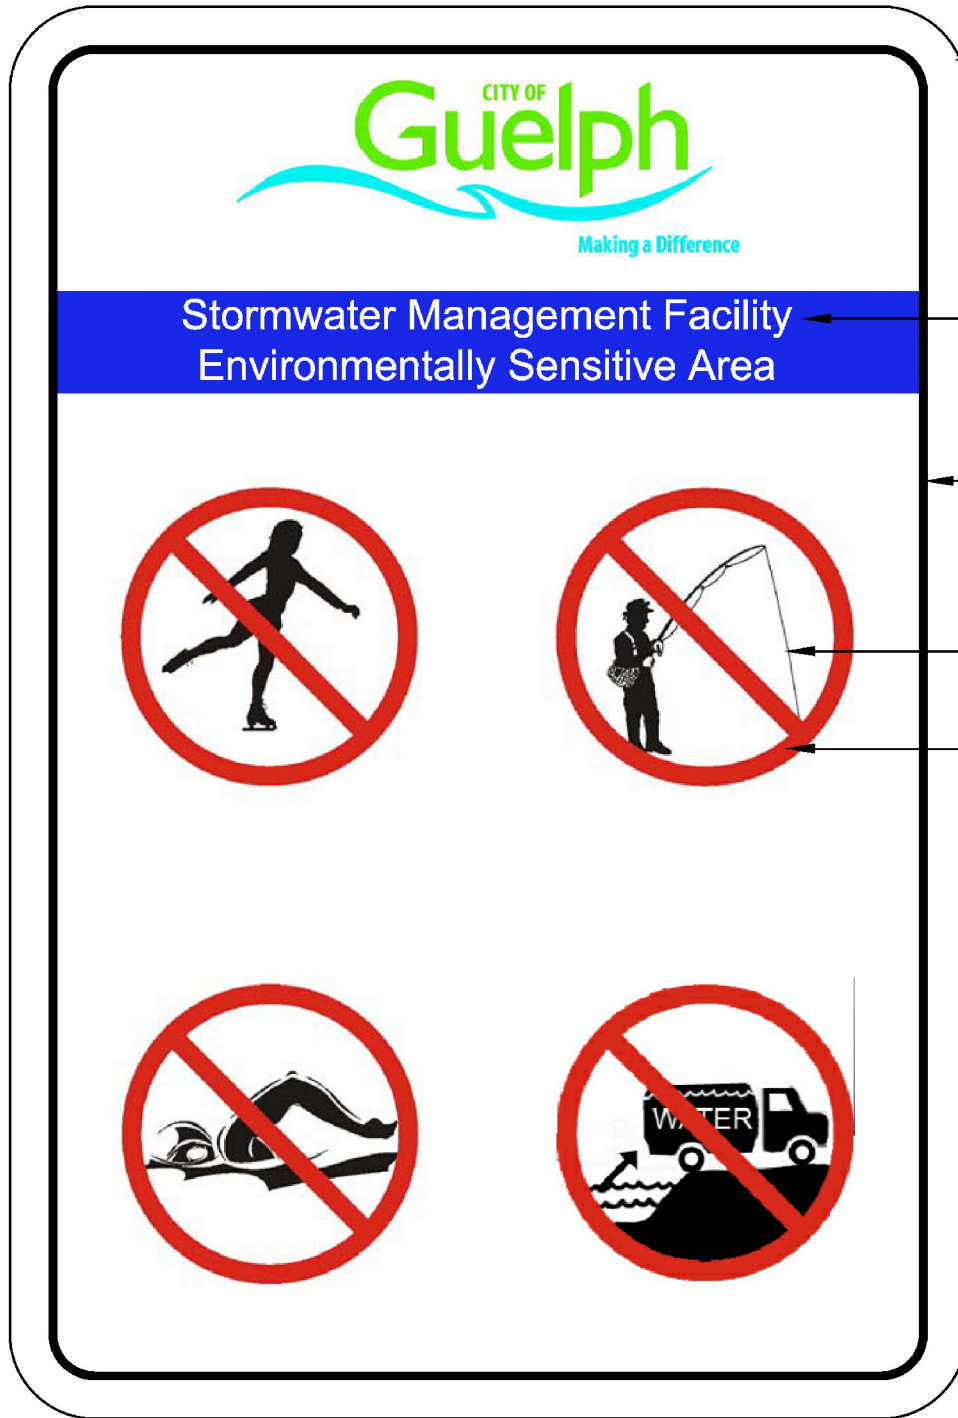 CITY OF
Guelph
Making a Difference
Stormwater Management Facility
Environmentally Sensitive Area
WATER